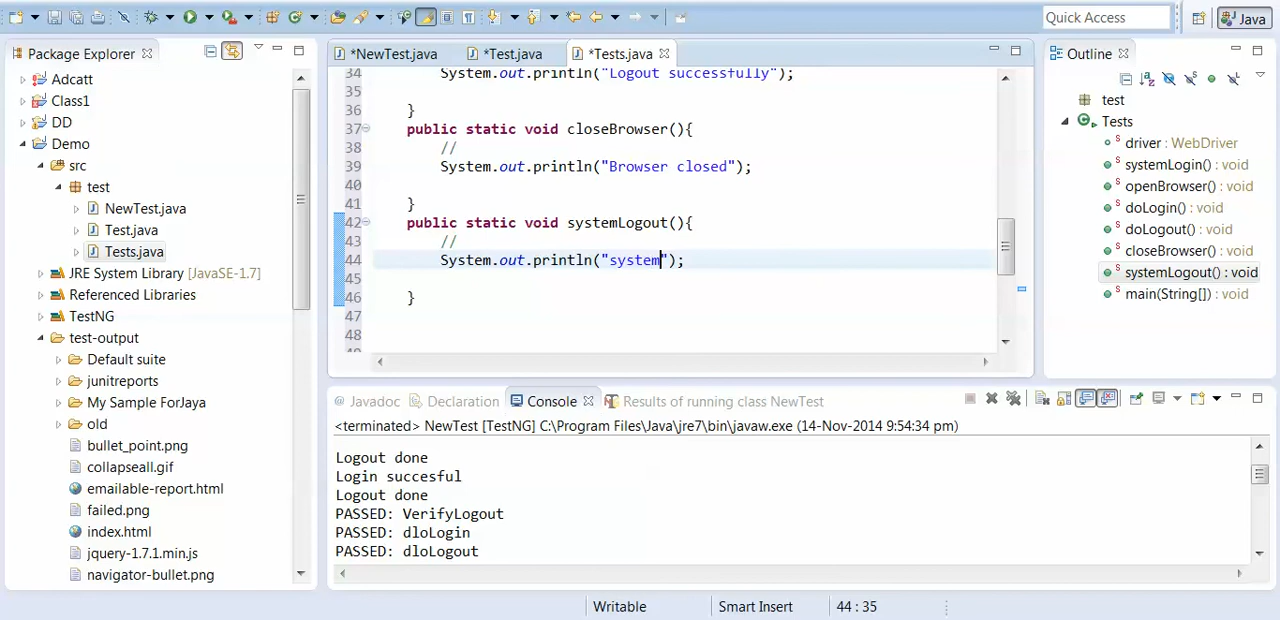 Quick Access
Java
Package Explorer
Adcatt
Class1
DD
Demo
src
test
NewTest.java
Test.java
Tests.java
JRE System Library [JavaSE-1.7]
Referenced Libraries
TestNG
test-output
Default suite
junitreports
My Sample ForJaya
old
bullet_point.png
collapseall.gif
emailable-report.html
failed.png
index.html
jquery-1.7.1.min.js
navigator-bullet.png
*NewTest.java *Test.java *Tests.java
34 System.out.println("Logout successfully");
35
36 }
37 public static void closeBrowser(){
38 //
39 System.out.println("Browser closed");
40
41 }
42 public static void systemLogout(){
43 //
44 System.out.println("system");
45
46 }
47
48
Outline
test
Tests
driver : WebDriver
systemLogin() : void
openBrowser() : void
doLogin() : void
doLogout() : void
closeBrowser() : void
systemLogout() : void
main(String[]) : void
@ Javadoc Declaration Console Results of running class NewTest
<terminated> NewTest [TestNG] C:\Program Files\Java\jre7\bin\javaw.exe (14-Nov-2014 9:54:34 pm)
Logout done
Login succesful
Logout done
PASSED: VerifyLogout
PASSED: dloLogin
PASSED: dloLogout
Writable Smart Insert 44 : 35